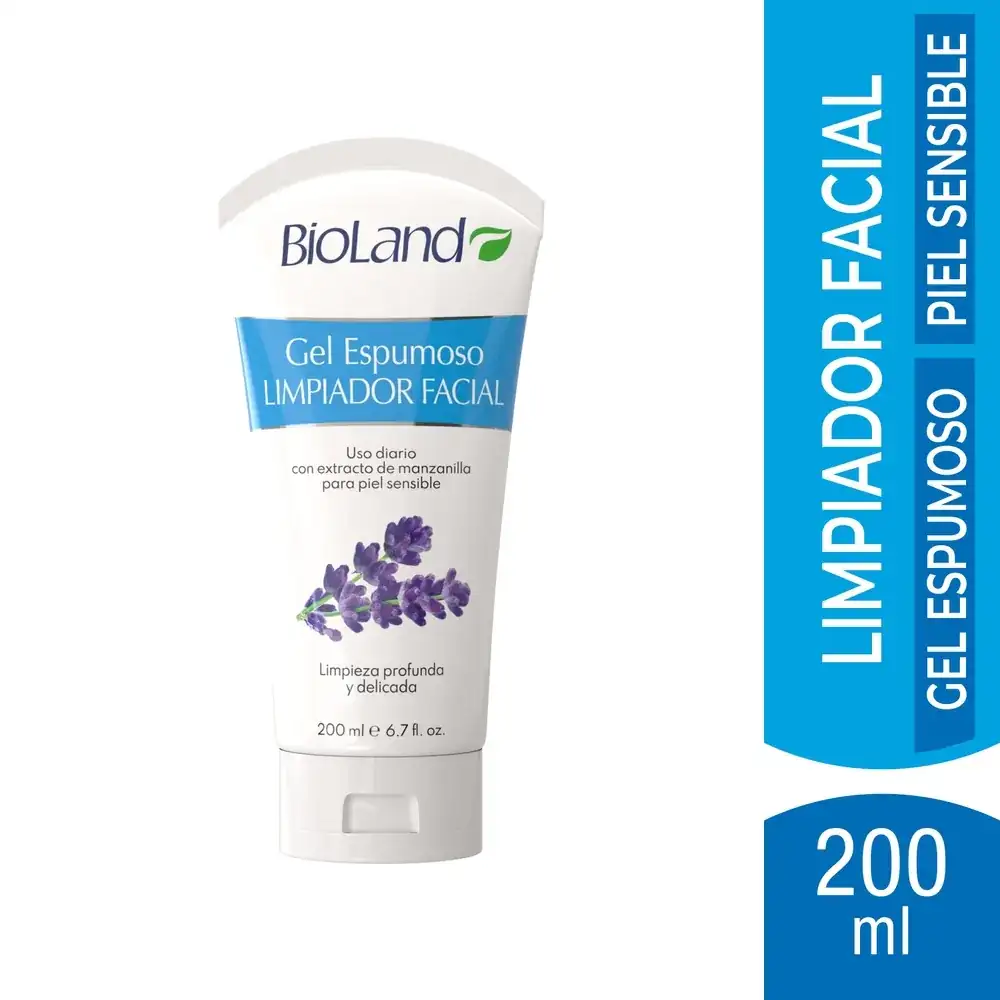 BioLand
Gel Espumoso
LIMPIADOR FACIAL
Uso diario
con extracto de manzanilla
para piel sensible
Limpieza profunda
y delicada
200 ml e 6.7 fl. oz.
LIMPIADOR FACIAL
GEL ESPUMOSO
PIEL SENSIBLE
200
ml